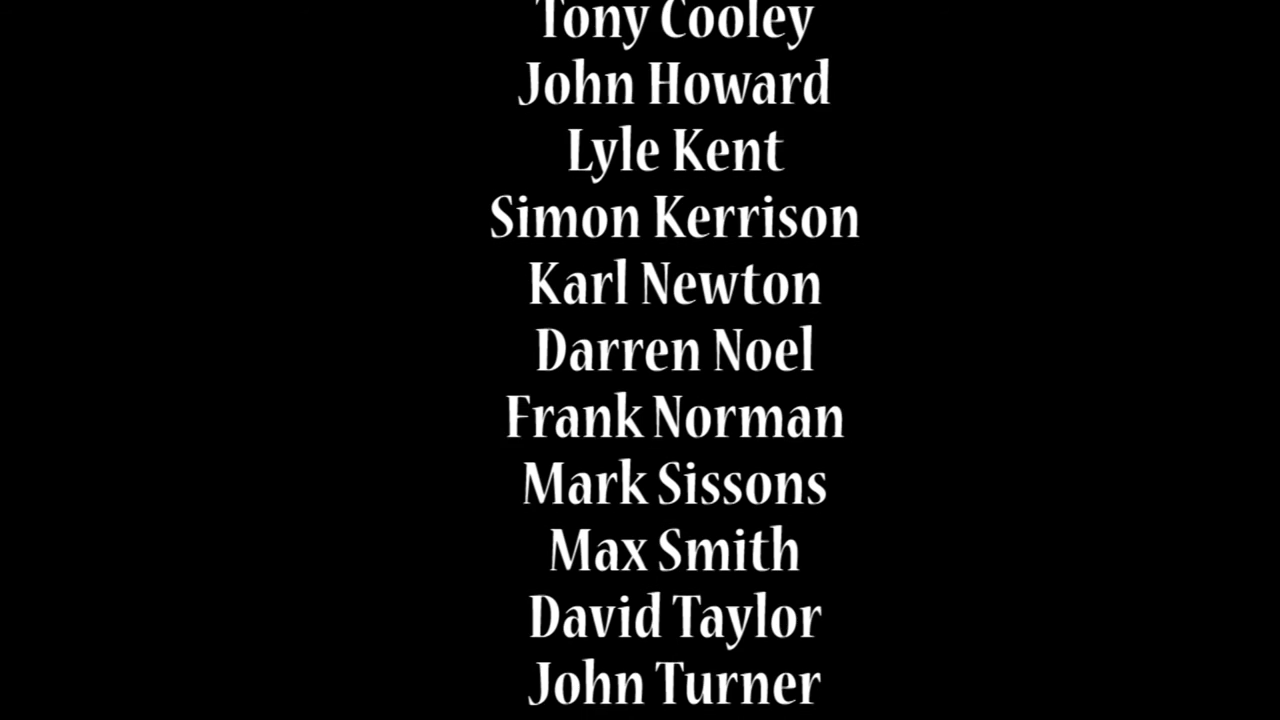 Tony Cooley
John Howard
Lyle Kent
Simon Kerrison
Karl Newton
Darren Noel
Frank Norman
Mark Sissons
Max Smith
David Taylor
John Turner